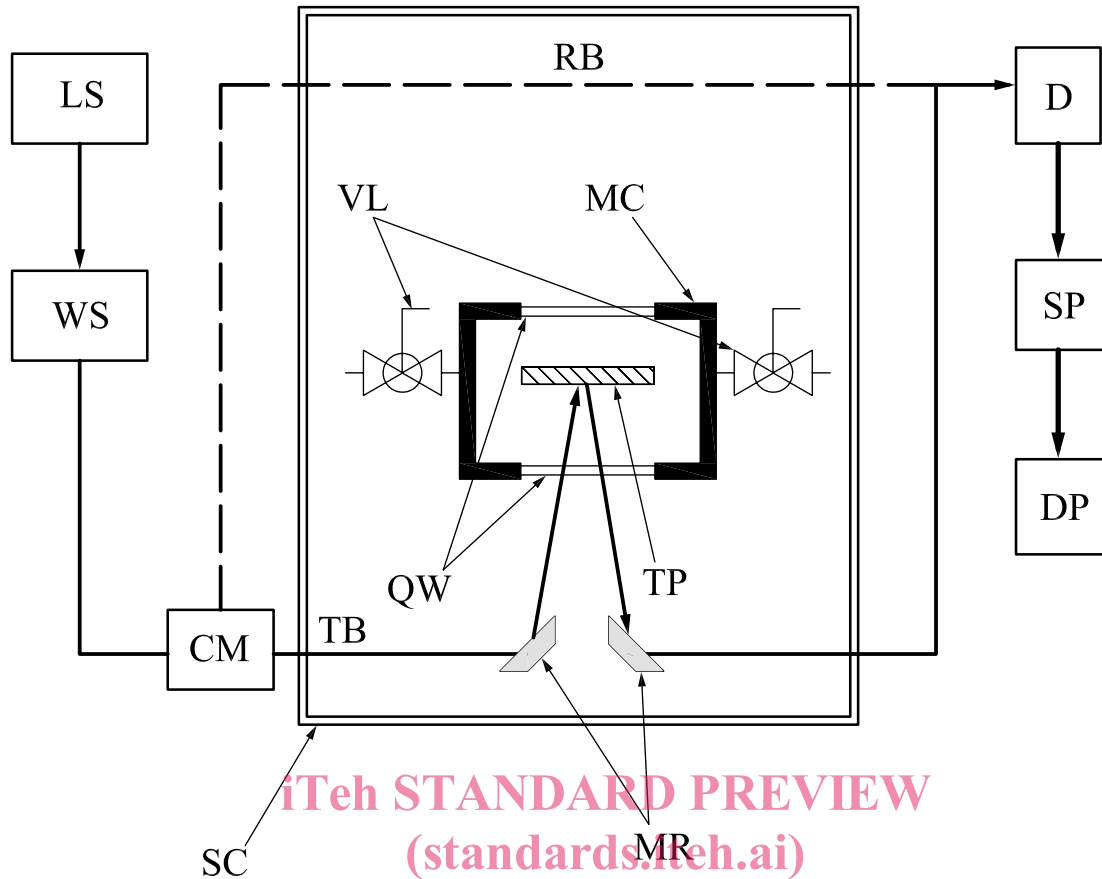 RB
LS
D
VL
MC
WS
SP
DP
QW
TP
TB
CM
iTeh STANDARD PREVIEW
(standards.iteh.ai)
MR
SC